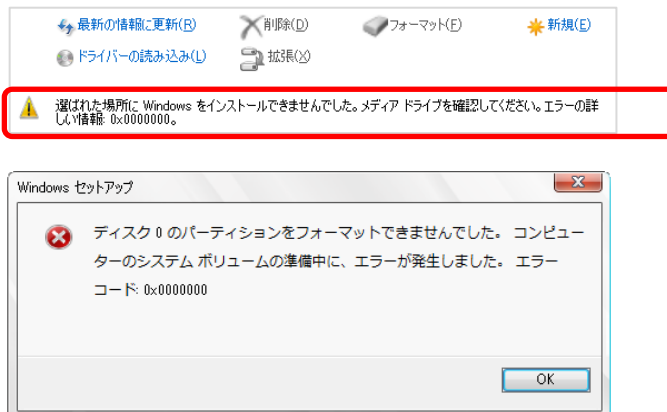 最新の情報に更新(R) 削除(D) フォーマット(F) 新規(E)
ドライバーの読み込み(L) 拡張(X)
選ばれた場所に Windows をインストールできませんでした。メディア ドライブを確認してください。エラーの詳
しい情報: 0x0000000。
Windows セットアップ
ディスク 0 のパーティションをフォーマットできませんでした。 コンピュー
ターのシステム ボリュームの準備中に、エラーが発生しました。 エラー
コード: 0x0000000
OK